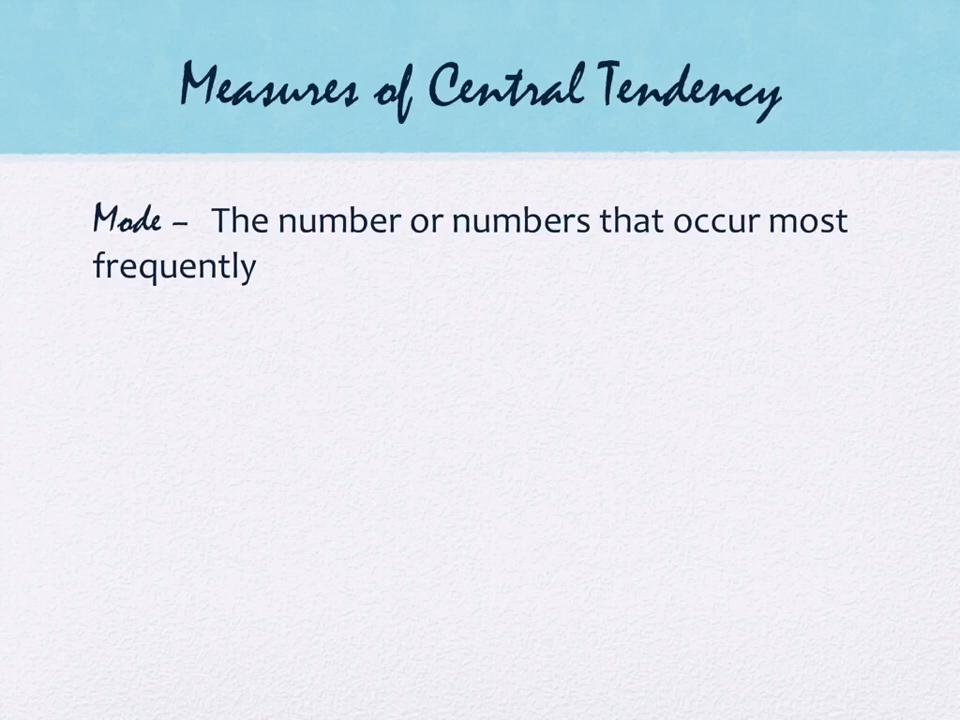 Measures of Central Tendency
Mode – The number or numbers that occur most
frequently